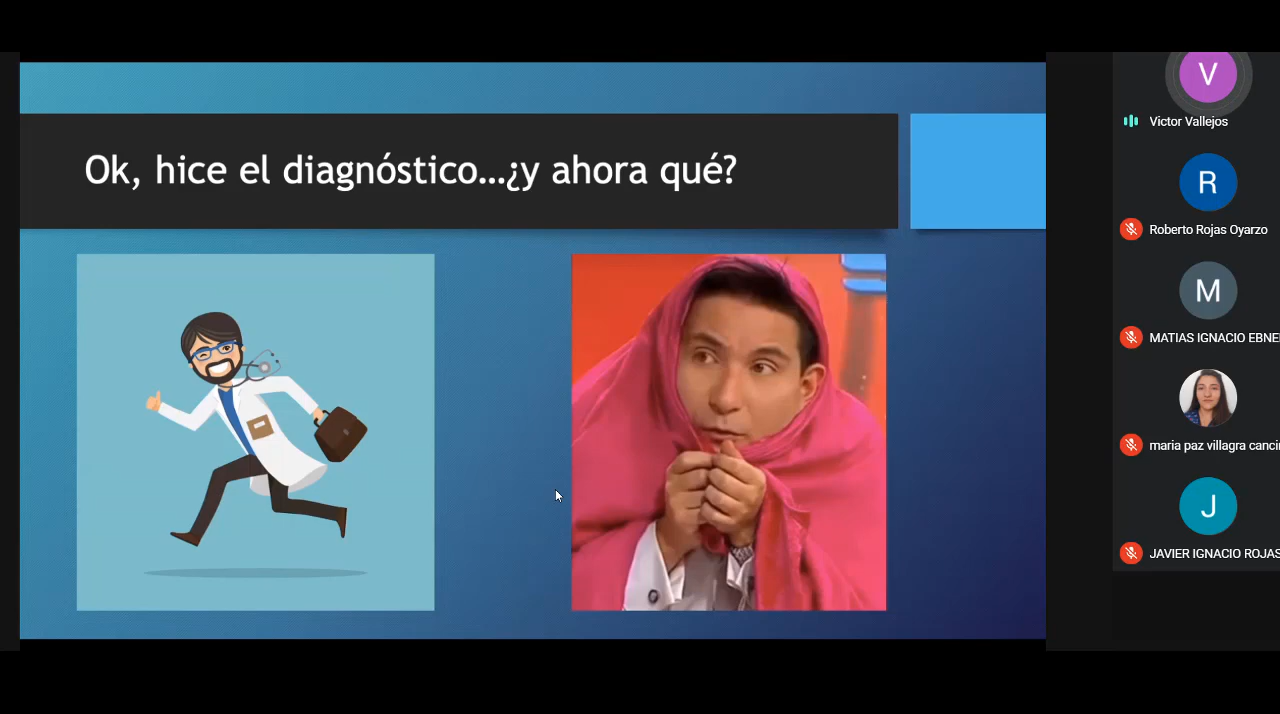 Ok, hice el diagnóstico...¿y ahora qué?
V
Victor Vallejos
R
Roberto Rojas Oyarzo
M
MATIAS IGNACIO EBNE
maria paz villagra canci
J
JAVIER IGNACIO ROJAS